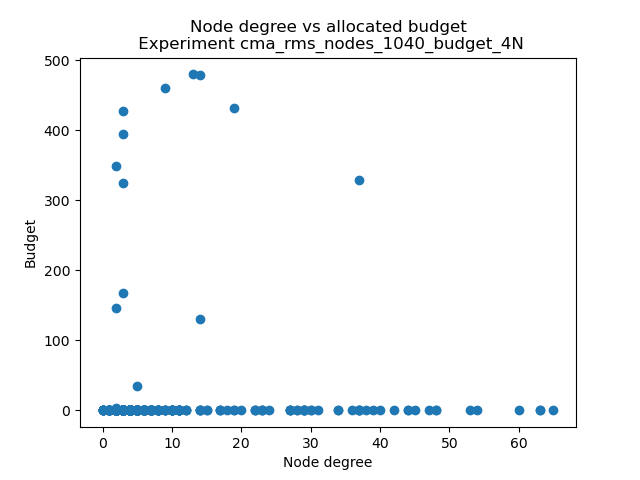 Node degree vs allocated budget
Experiment cma_rms_nodes_1040_budget_4N
500
400
300
200
100
0
Budget
0 10 20 30 40 50 60
Node degree